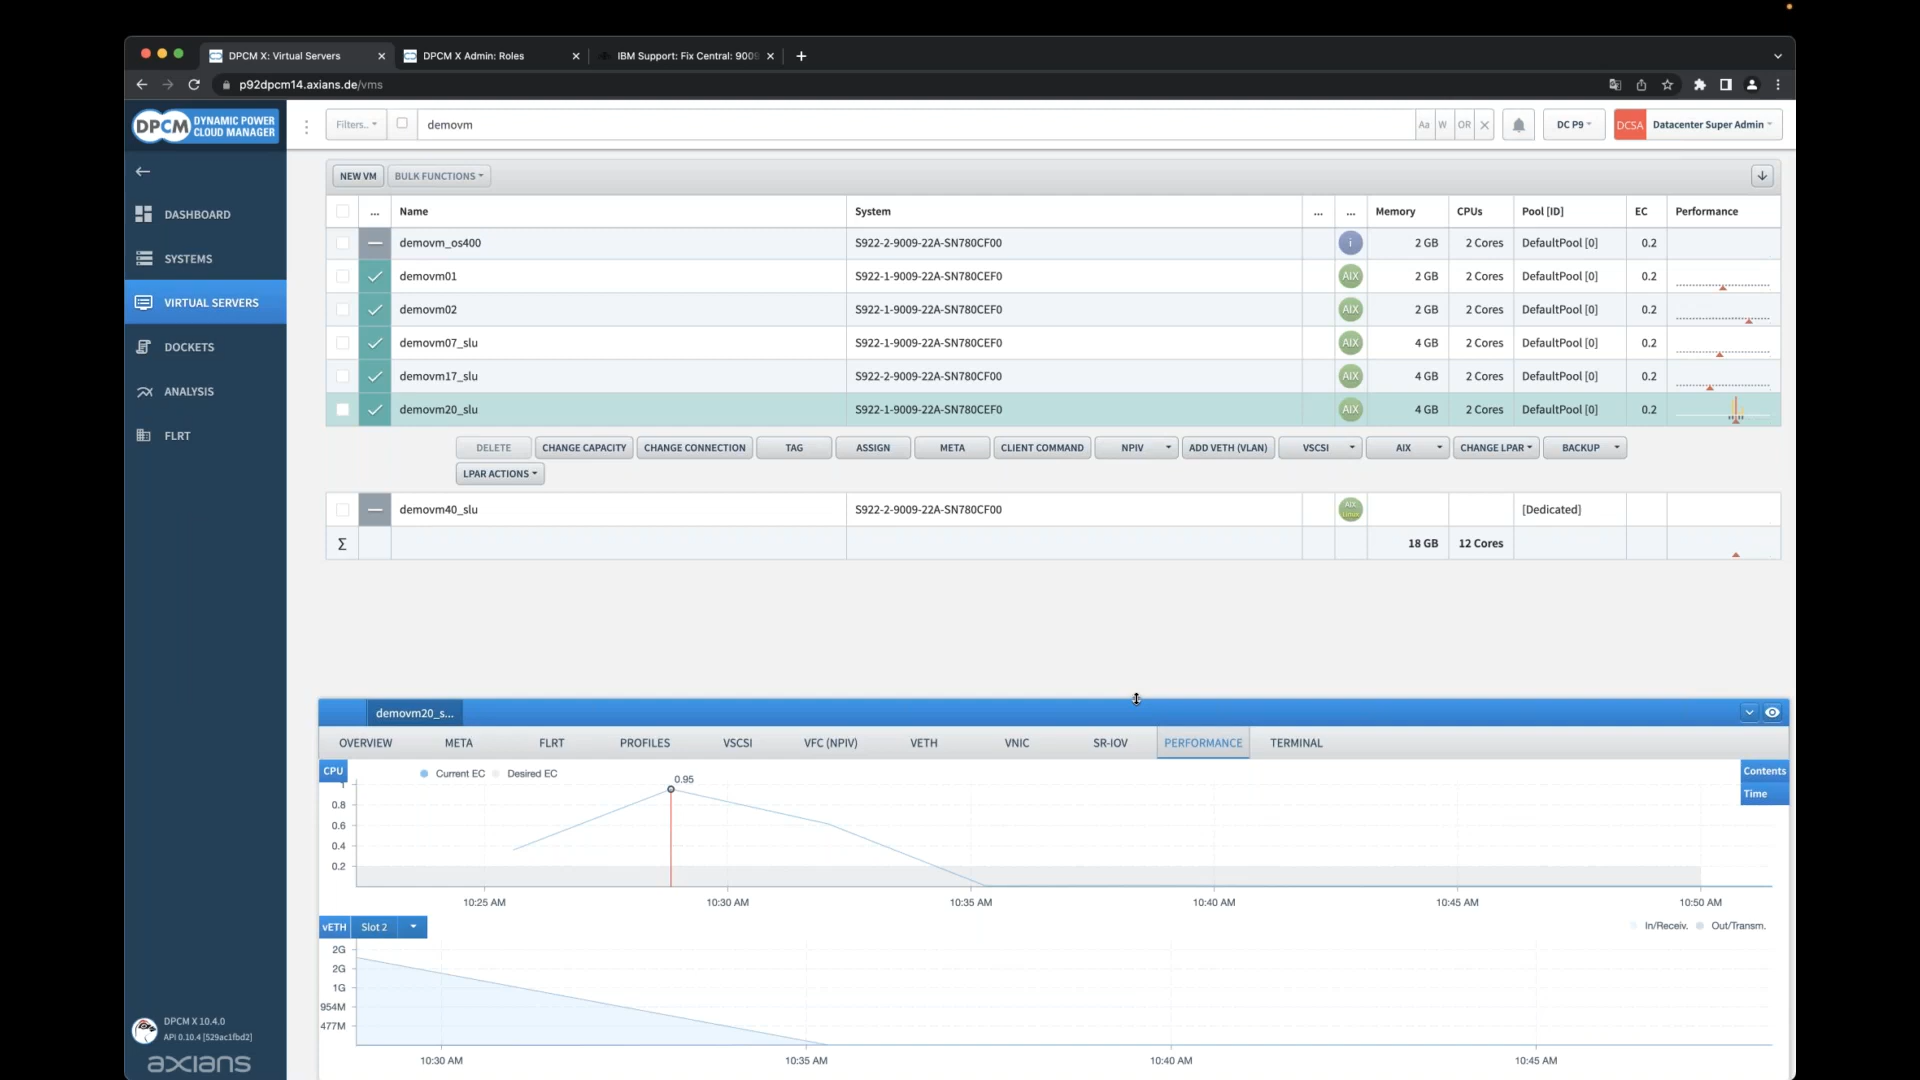 DPCM X: Virtual Servers
DPCM X Admin: Roles
IBM Support: Fix Central: 900
p92dpcm14.axians.de/vms
DPCM DYNAMIC POWER CLOUD MANAGER
Filters..
demovm
Aa W OR
DC P9
DCSA Datacenter Super Admin
DASHBOARD
SYSTEMS
VIRTUAL SERVERS
DOCKETS
ANALYSIS
FLRT
NEW VM BULK FUNCTIONS
... Name System ... ... Memory CPUs Pool [ID] EC Performance
demovm_os400 S922-2-9009-22A-SN780CF00 i 2 GB 2 Cores DefaultPool [0] 0.2
demovm01 S922-1-9009-22A-SN780CEF0 AIX 2 GB 2 Cores DefaultPool [0] 0.2
demovm02 S922-1-9009-22A-SN780CEF0 AIX 2 GB 2 Cores DefaultPool [0] 0.2
demovm07_slu S922-1-9009-22A-SN780CEF0 AIX 4 GB 2 Cores DefaultPool [0] 0.2
demovm17_slu S922-2-9009-22A-SN780CF00 AIX 4 GB 2 Cores DefaultPool [0] 0.2
demovm20_slu S922-1-9009-22A-SN780CEF0 AIX 4 GB 2 Cores DefaultPool [0] 0.2
DELETE CHANGE CAPACITY CHANGE CONNECTION TAG ASSIGN META CLIENT COMMAND NPIV ADD VETH (VLAN) VSCSI AIX CHANGE LPAR BACKUP
LPAR ACTIONS
demovm40_slu S922-2-9009-22A-SN780CF00 AIX Linux [Dedicated]
Σ 18 GB 12 Cores
demovm20_s...
OVERVIEW META FLRT PROFILES VSCSI VFC (NPIV) VETH VNIC SR-IOV PERFORMANCE TERMINAL
CPU Current EC Desired EC 0.95 Contents
Time
1
0.8
0.6
0.4
0.2
10:25 AM 10:30 AM 10:35 AM 10:40 AM 10:45 AM 10:50 AM
vETH Slot 2 In/Receiv. Out/Transm.
2G
2G
1G
954M
477M
10:30 AM 10:35 AM 10:40 AM 10:45 AM
DPCM X 10.4.0
API 0.10.4 [529ac1fbd2]
axians